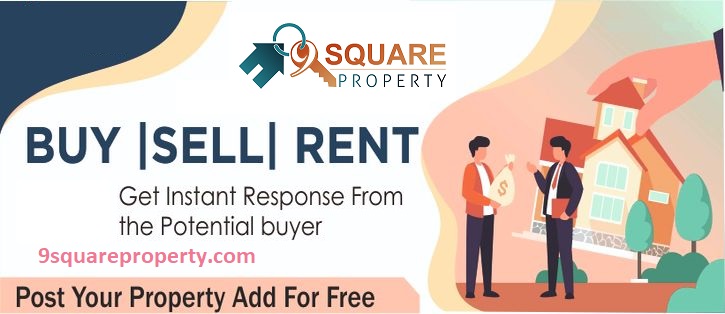 9 SQUARE
PROPERTY
BUY |SELL| RENT
Get Instant Response From
the Potential buyer
9squareproperty.com
Post Your Property Add For Free
$